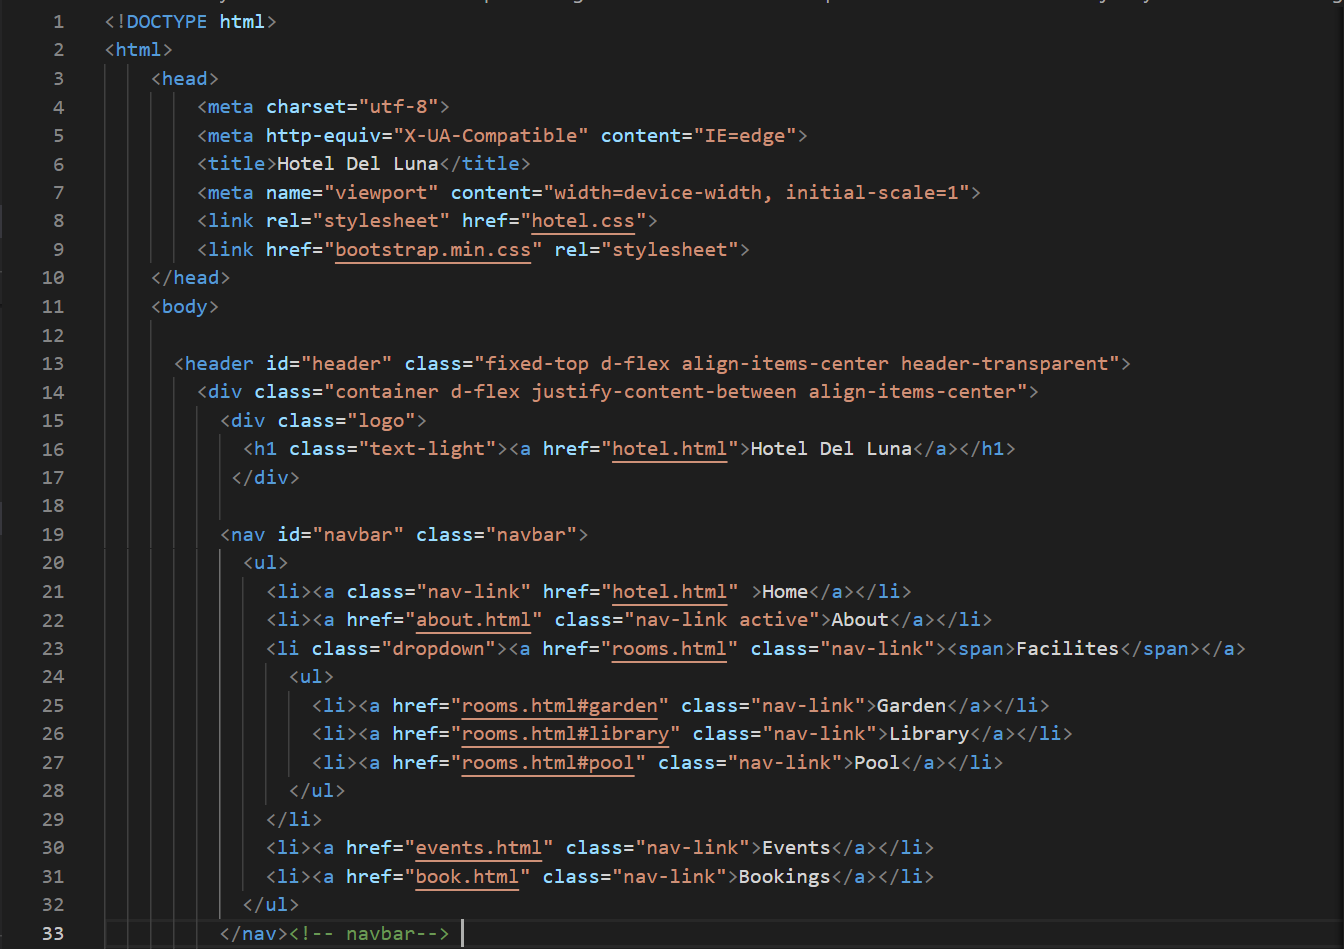 1 <!DOCTYPE html>
2 <html>
3 <head>
4 <meta charset="utf-8">
5 <meta http-equiv="X-UA-Compatible" content="IE=edge">
6 <title>Hotel Del Luna</title>
7 <meta name="viewport" content="width=device-width, initial-scale=1">
8 <link rel="stylesheet" href="hotel.css">
9 <link href="bootstrap.min.css" rel="stylesheet">
10 </head>
11 <body>
12
13 <header id="header" class="fixed-top d-flex align-items-center header-transparent">
14 <div class="container d-flex justify-content-between align-items-center">
15 <div class="logo">
16 <h1 class="text-light"><a href="hotel.html">Hotel Del Luna</a></h1>
17 </div>
18
19 <nav id="navbar" class="navbar">
20 <ul>
21 <li><a class="nav-link" href="hotel.html" >Home</a></li>
22 <li><a href="about.html" class="nav-link active">About</a></li>
23 <li class="dropdown"><a href="rooms.html" class="nav-link"><span>Facilites</span></a>
24 <ul>
25 <li><a href="rooms.html#garden" class="nav-link">Garden</a></li>
26 <li><a href="rooms.html#library" class="nav-link">Library</a></li>
27 <li><a href="rooms.html#pool" class="nav-link">Pool</a></li>
28 </ul>
29 </li>
30 <li><a href="events.html" class="nav-link">Events</a></li>
31 <li><a href="book.html" class="nav-link">Bookings</a></li>
32 </ul>
33 </nav><!-- navbar-->